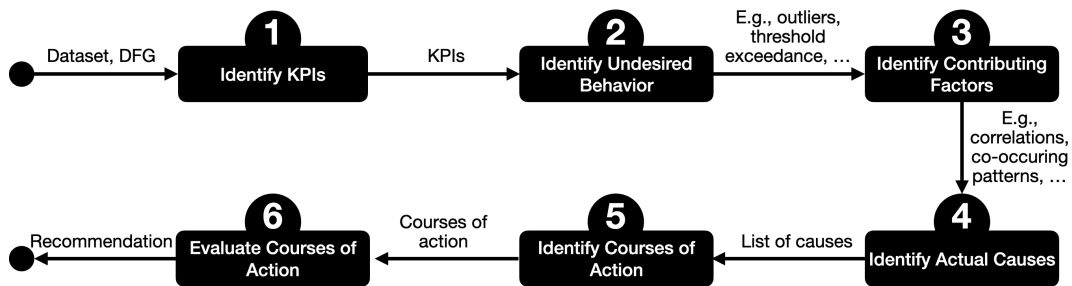 1
Identify KPIs
2
Identify Undesired
Behavior
3
Identify Contributing
Factors
4
Identify Actual Causes
5
Identify Courses of
Action
6
Evaluate Courses of
Action
Dataset, DFG
KPIs
E.g., outliers,
threshold
exceedance, …
E.g.,
correlations,
co-occuring
patterns, …
List of causes
Courses of
action
Recommendation